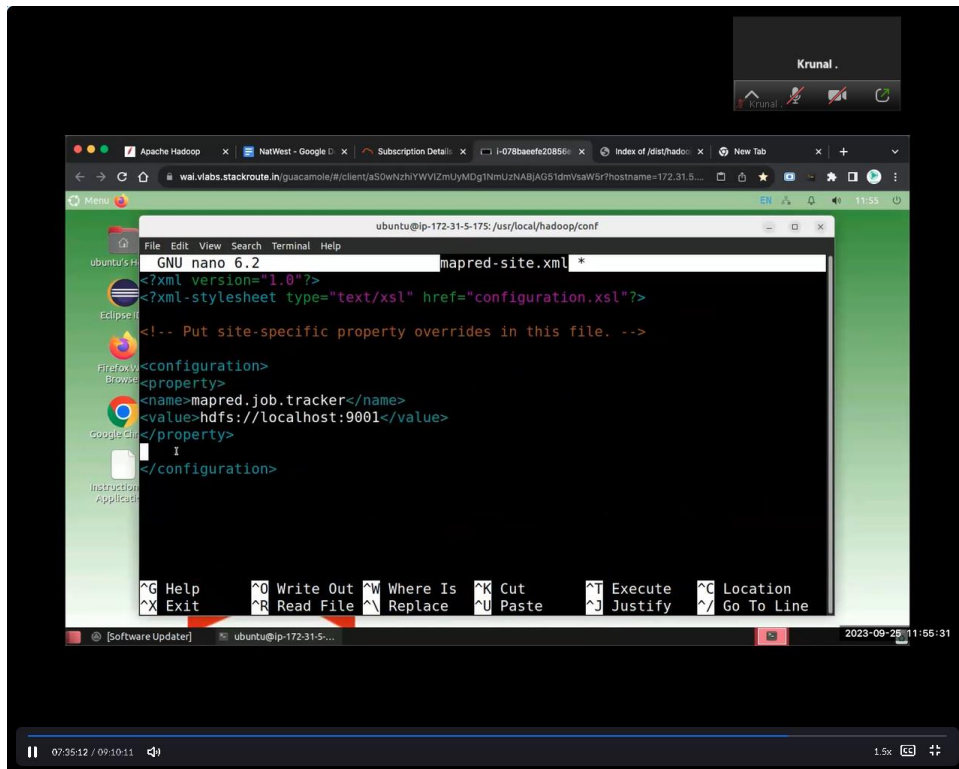 Krunal .
Krunal .
Apache Hadoop
NatWest - Google D
Subscription Details
i-078baeefe20856e
Index of /dist/hadoo
New Tab
wai.vlabs.stackroute.in/guacamole/#/client/aS0wNzhiYWVlZmUyMDg1NmUzNABjAG51dmVsaW5r?hostname=172.31.5....
Menu
EN
11:55
ubuntu@ip-172-31-5-175: /usr/local/hadoop/conf
File Edit View Search Terminal Help
GNU nano 6.2 mapred-site.xml *
<?xml version="1.0"?>
<?xml-stylesheet type="text/xsl" href="configuration.xsl"?>
<!-- Put site-specific property overrides in this file. -->
<configuration>
<property>
<name>mapred.job.tracker</name>
<value>hdfs://localhost:9001</value>
</property>
</configuration>
ubuntu's H
Eclipse I
Firefox W
Browse
Google Ch
Instruction
Applicati
^G Help ^O Write Out ^W Where Is ^K Cut ^T Execute ^C Location
^X Exit ^R Read File ^\ Replace ^U Paste ^J Justify ^/ Go To Line
[Software Updater] ubuntu@ip-172-31-5-...
2023-09-25 11:55:31
07:35:12 / 09:10:11
1.5x CC